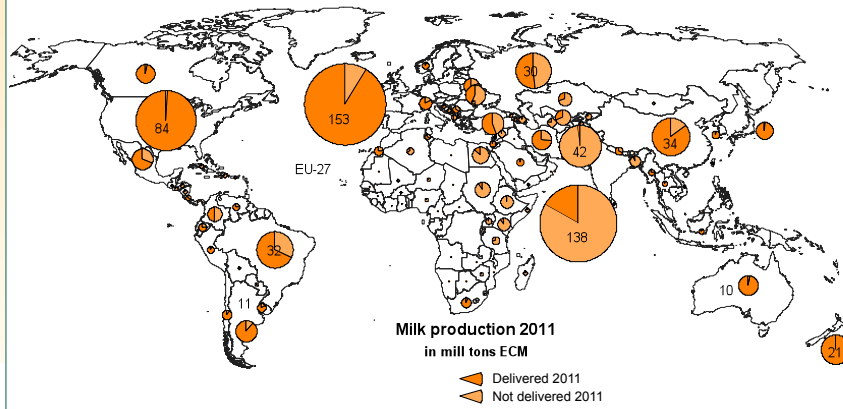 30
153
84
34
42
EU-27
138
32
11
10
Milk production 2011
in mill tons ECM
21
Delivered 2011
Not delivered 2011